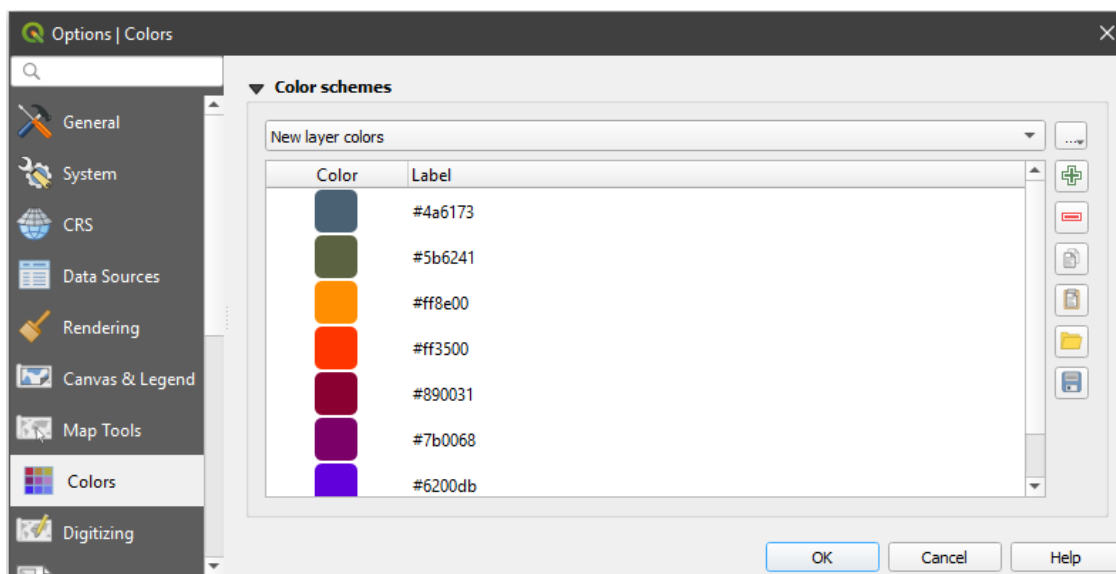 Options | Colors
General
System
CRS
Data Sources
Rendering
Canvas & Legend
Map Tools
Colors
Digitizing
Color schemes
New layer colors
...
Color Label
#4a6173
#5b6241
#ff8e00
#ff3500
#890031
#7b0068
#6200db
OK Cancel Help